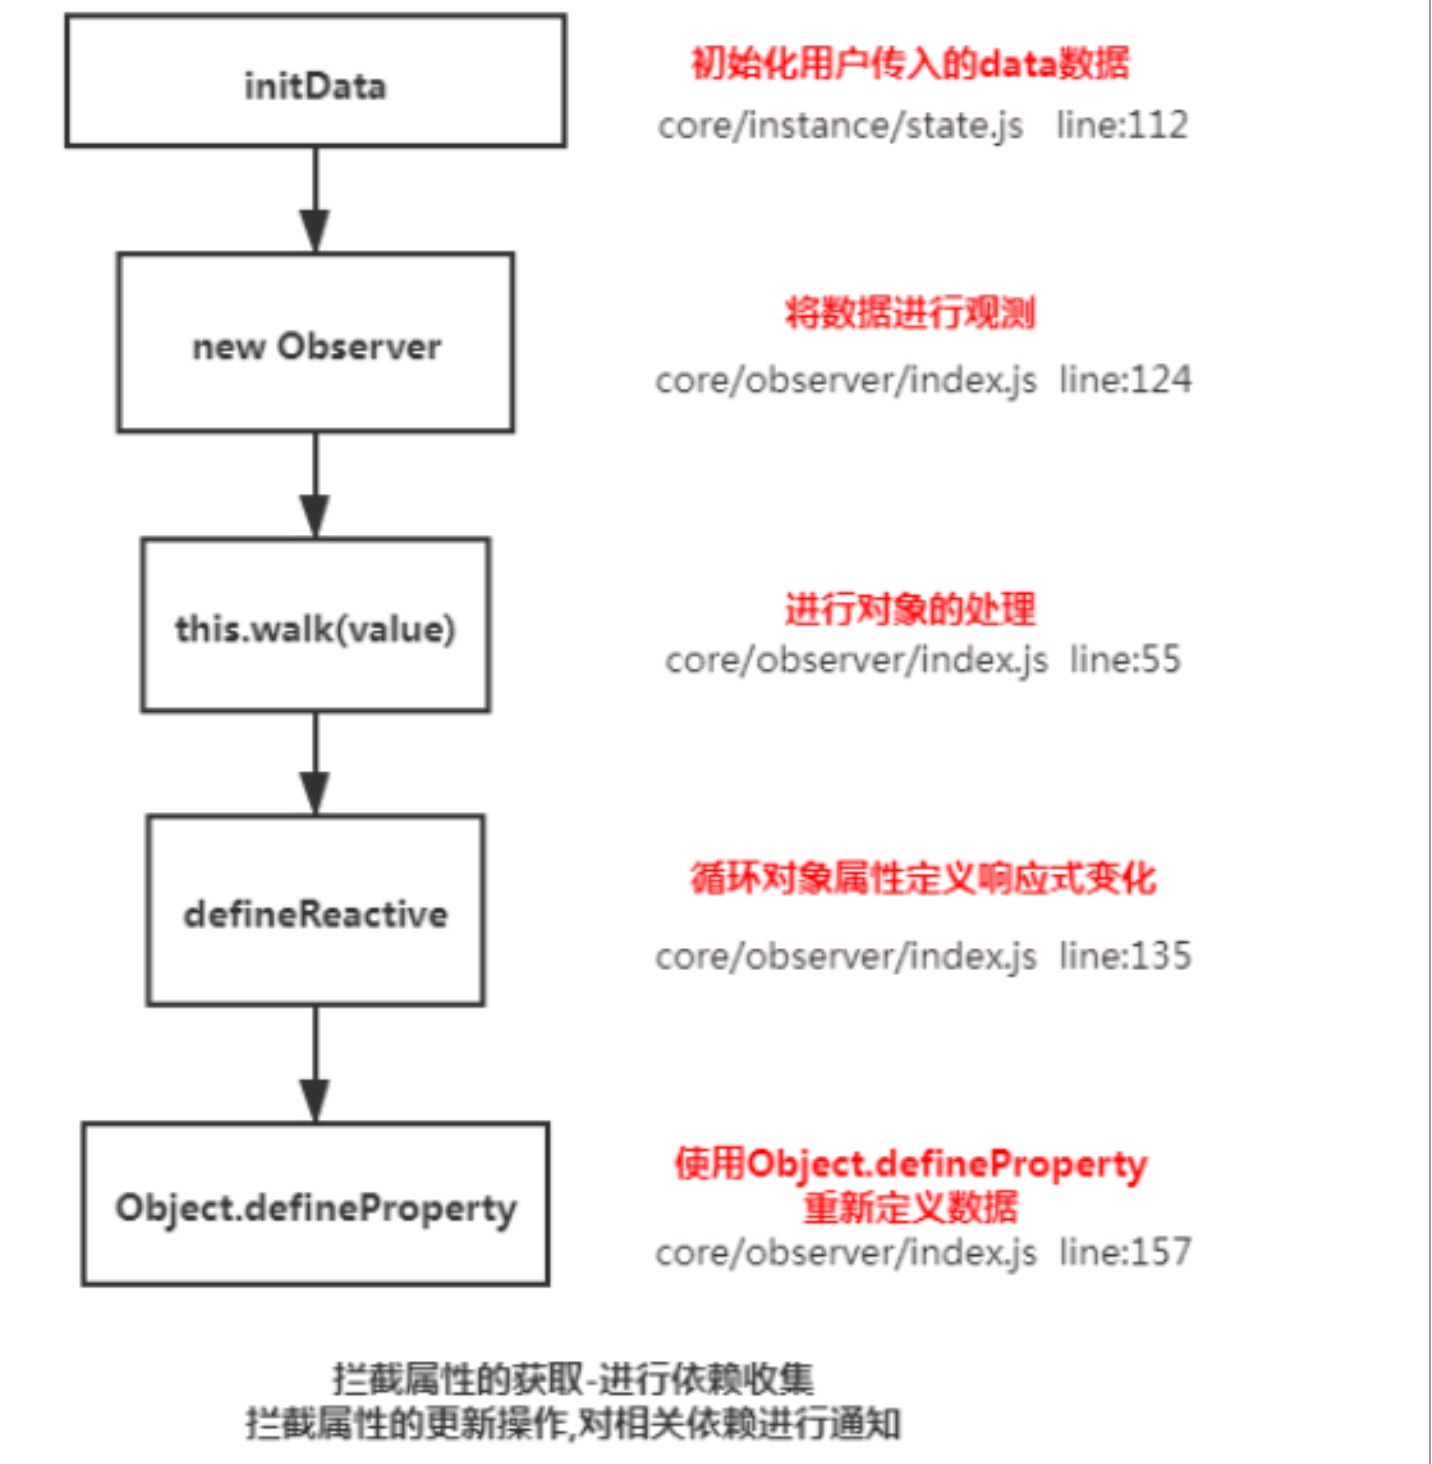 initData
初始化用户传入的data数据
core/instance/state.js line:112
new Observer
将数据进行观测
core/observer/index.js line:124
this.walk(value)
进行对象的处理
core/observer/index.js line:55
defineReactive
循环对象属性定义响应式变化
core/observer/index.js line:135
Object.defineProperty
使用Object.defineProperty
重新定义数据
core/observer/index.js line:157
拦截属性的获取-进行依赖收集
拦截属性的更新操作,对相关依赖进行通知